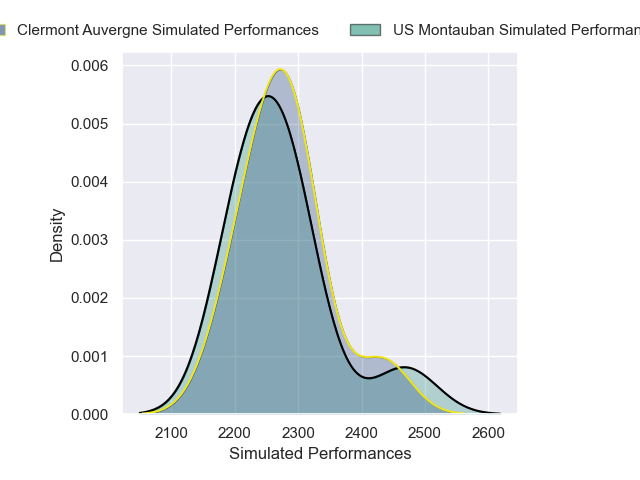 Clermont Auvergne Simulated Performances
US Montauban Simulated
0.006
0.005
0.004
0.003
0.002
0.001
0.000
Density
2100 2200 2300 2400 2500 2600
Simulated Performances